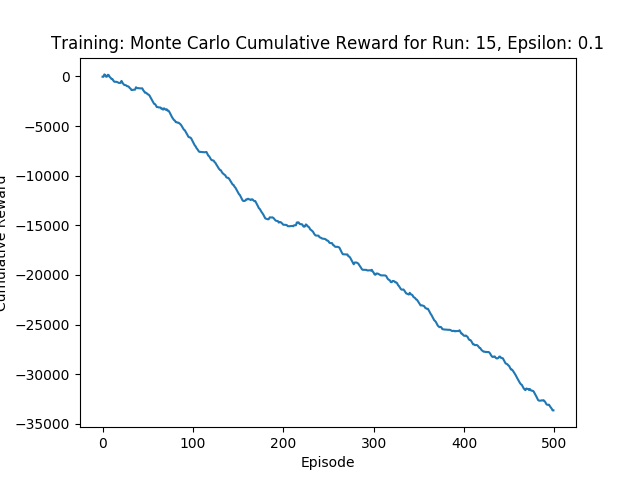 Training: Monte Carlo Cumulative Reward for Run: 15, Epsilon: 0.1
0
−5000
−10000
−15000
−20000
−25000
−30000
−35000
Cumulative Reward
0 100 200 300 400 500
Episode